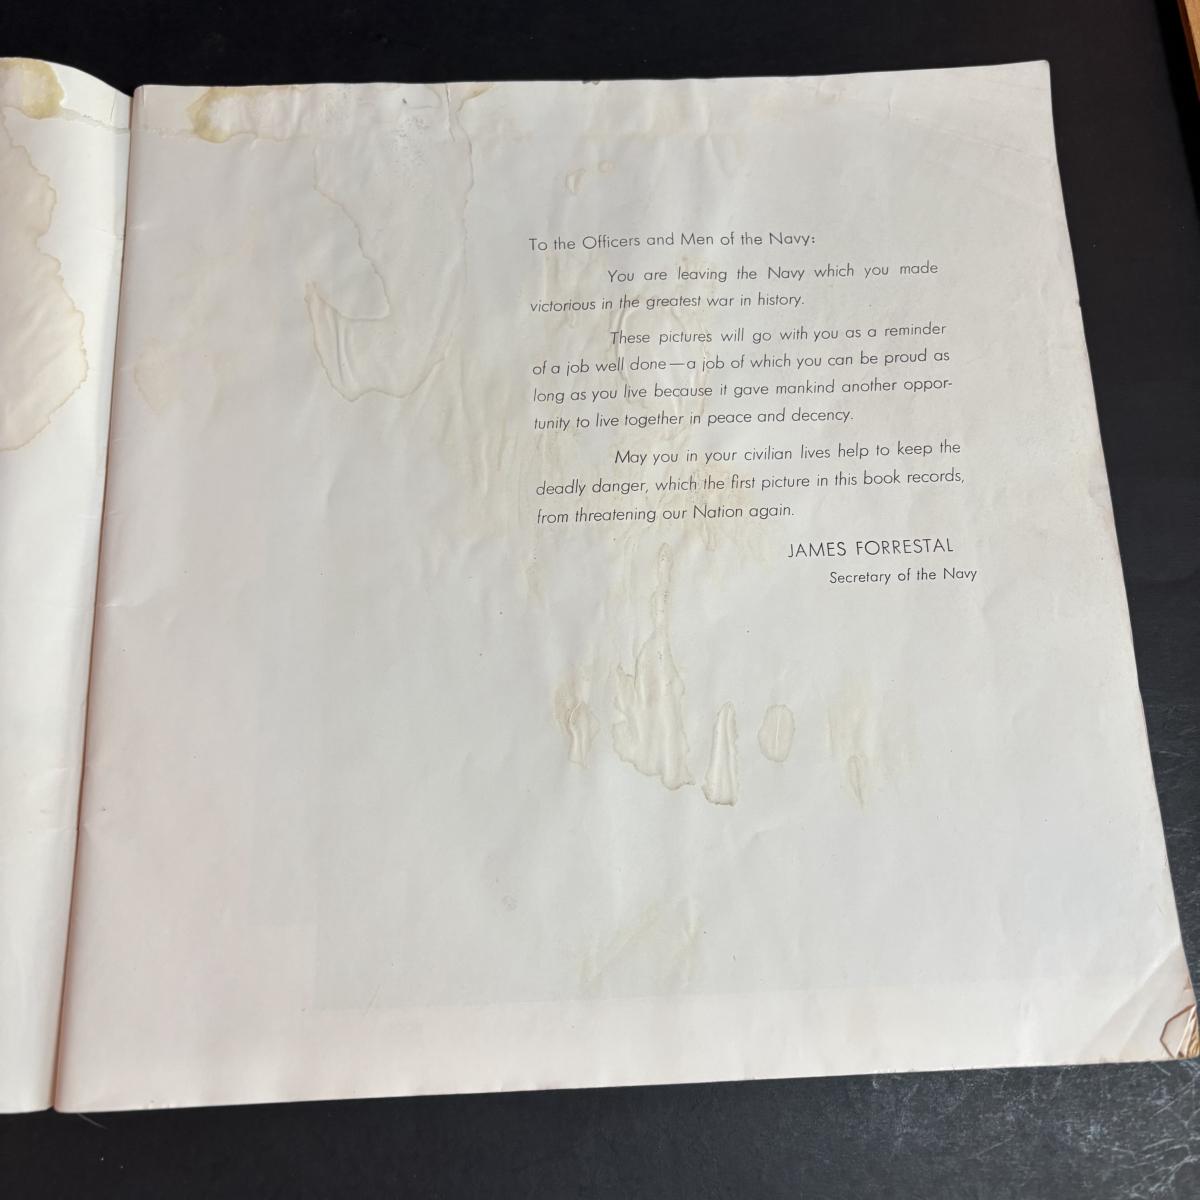 To the Officers and Men of the Navy:
You are leaving the Navy which you made
victorious in the greatest war in history.
These pictures will go with you as a reminder
of a job well done—a job of which you can be proud as
long as you live because it gave mankind another oppor-
tunity to live together in peace and decency.
May you in your civilian lives help to keep the
deadly danger, which the first picture in this book records,
from threatening our Nation again.
JAMES FORRESTAL
Secretary of the Navy